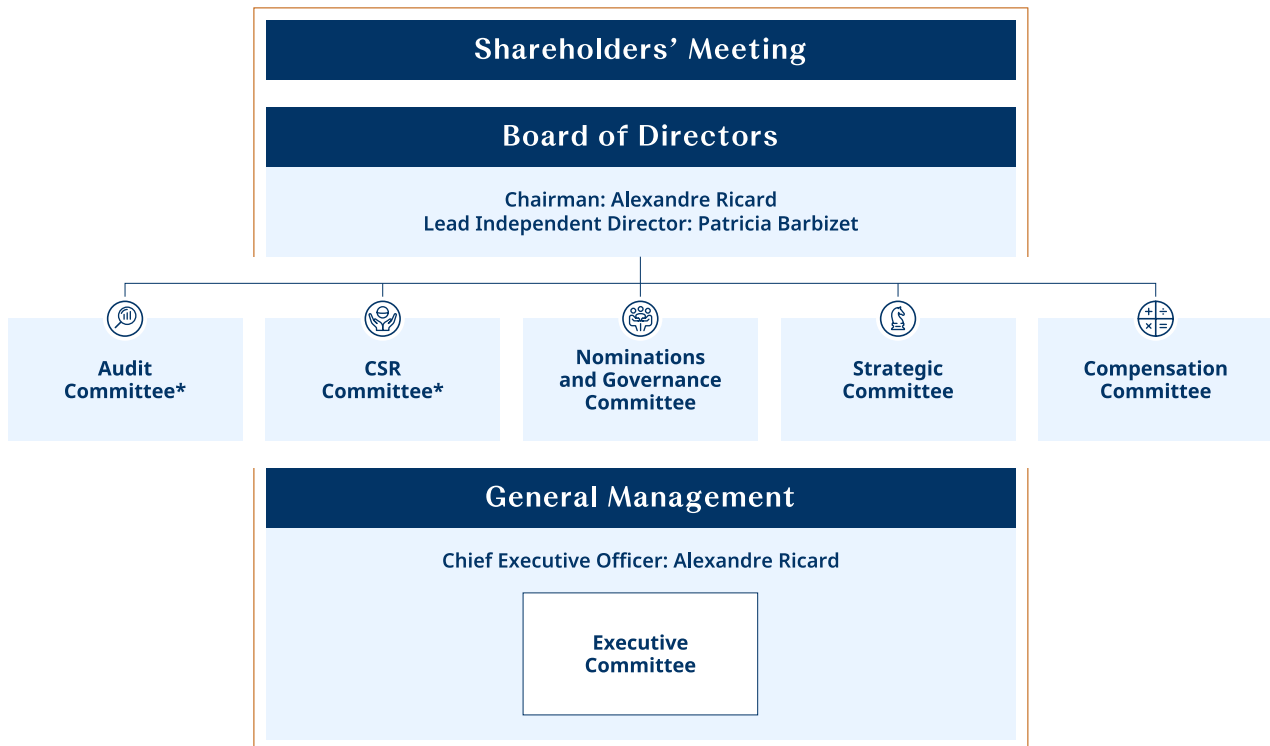 Shareholders’ Meeting
Board of Directors
Chairman: Alexandre Ricard
Lead Independent Director: Patricia Barbizet
Audit
Committee*
CSR
Committee*
Nominations
and Governance
Committee
Strategic
Committee
Compensation
Committee
General Management
Chief Executive Officer: Alexandre Ricard
Executive
Committee